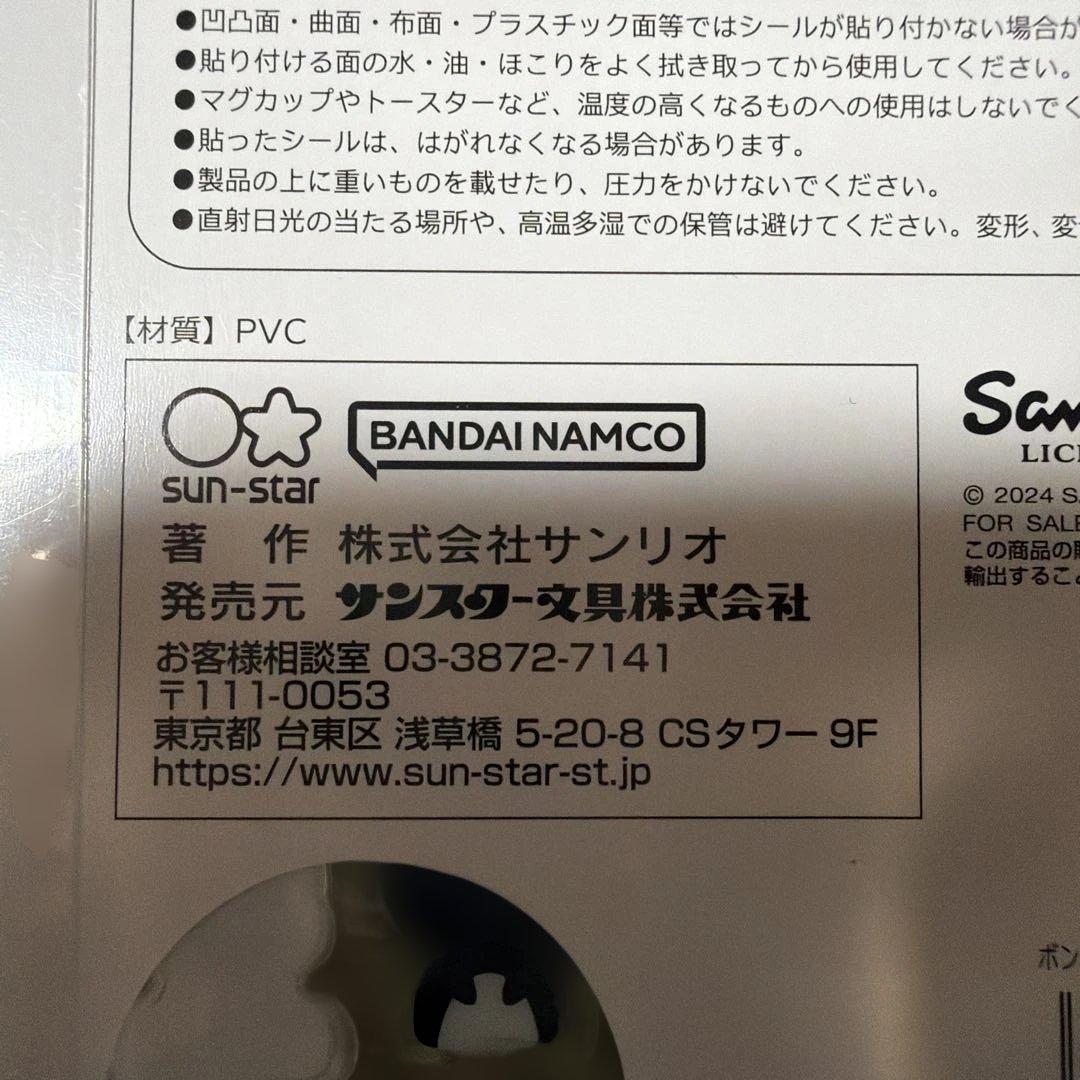 ●凹凸面・曲面・布面・プラスチック面等ではシールが貼り付かない場合が
●貼り付ける面の水・油・ほこりをよく拭き取ってから使用してください。
●マグカップやトースターなど、温度の高くなるものへの使用はしないでく
●貼ったシールは、はがれなくなる場合があります。
●製品の上に重いものを載せたり、圧力をかけないでください。
●直射日光の当たる場所や、高温多湿での保管は避けてください。変形、変
【材質】PVC
sun-star
BANDAI NAMCO
著 作 株式会社サンリオ
発売元 サンスター文具株式会社
お客様相談室 03-3872-7141
〒111-0053
東京都 台東区 浅草橋 5-20-8 CSタワー 9F
https://www.sun-star-st.jp
San
LICE
© 2024 SA
FOR SALE
この商品の販
輸出すること
ボン